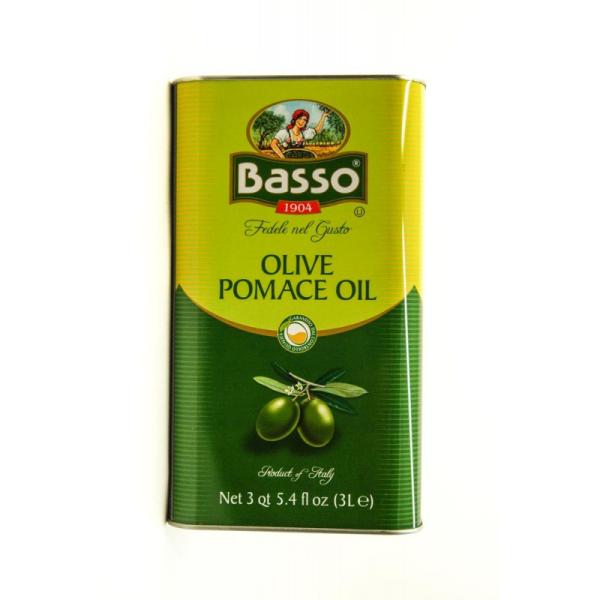 Basso®
1904
Fedele nel Gusto
OLIVE
POMACE OIL
Product of Italy
Net 3 qt 5.4 fl oz (3L ℮)